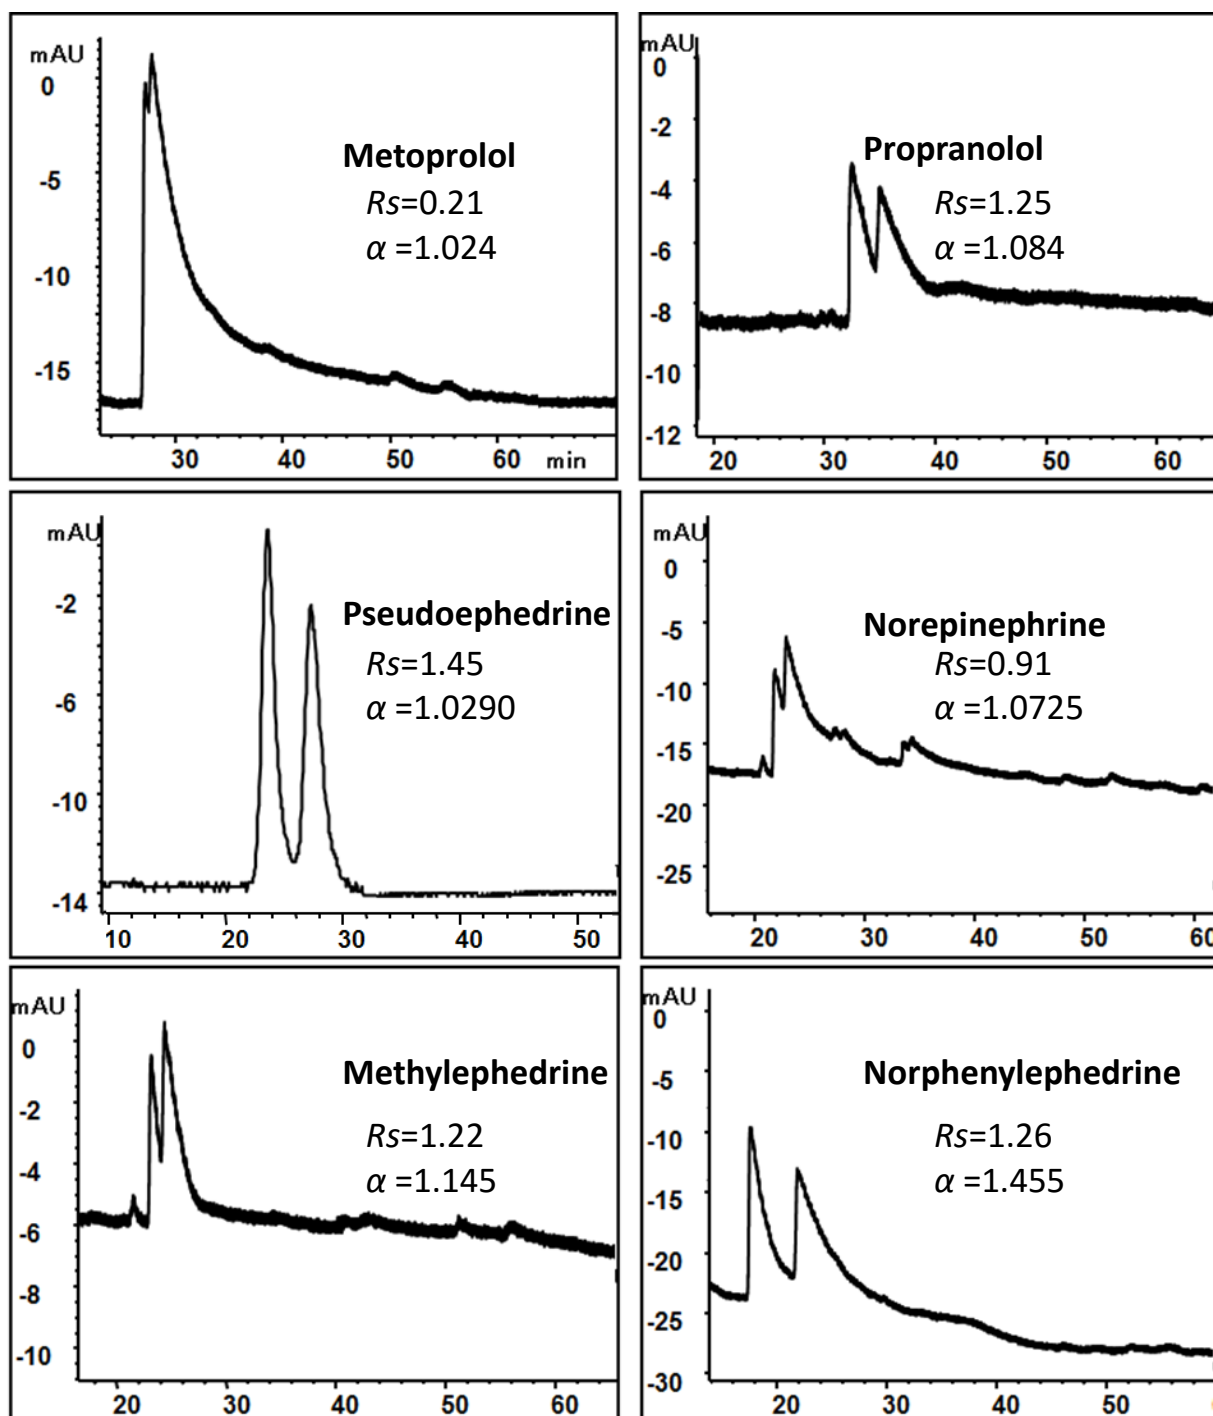 mAU
0
-5
-10
-15
Metoprolol
Rs=0.21
α =1.024
30 40 50 60 min
mAU
0
-2
-4
-6
-8
-10
-12
Propranolol
Rs=1.25
α =1.084
20 30 40 50 60
mAU
-2
-6
-10
-14
Pseudoephedrine
Rs=1.45
α =1.0290
10 20 30 40 50
mAU
0
-5
-10
-15
-20
-25
Norepinephrine
Rs=0.91
α =1.0725
20 30 40 50 60
mAU
0
-2
-4
-6
-8
-10
Methylephedrine
Rs=1.22
α =1.145
20 30 40 50 60
mAU
0
-5
-10
-15
-20
-25
-30
Norphenylephedrine
Rs=1.26
α =1.455
20 30 40 50